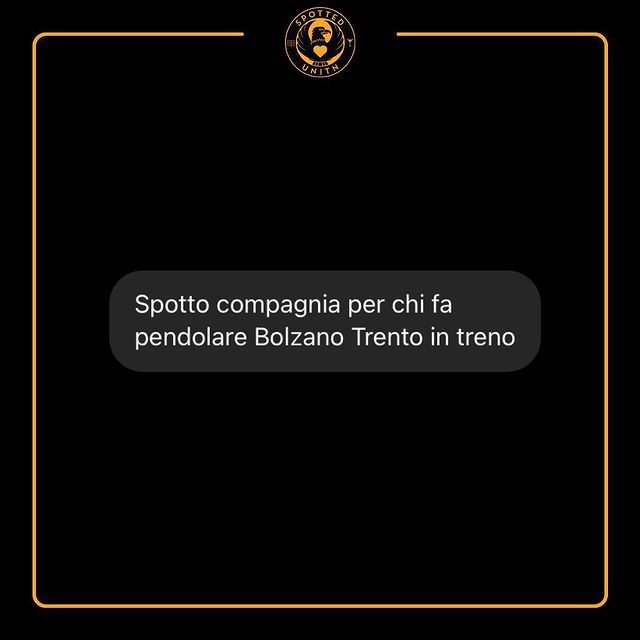 SPOTTED
UNITN
Spotto compagnia per chi fa
pendolare Bolzano Trento in treno